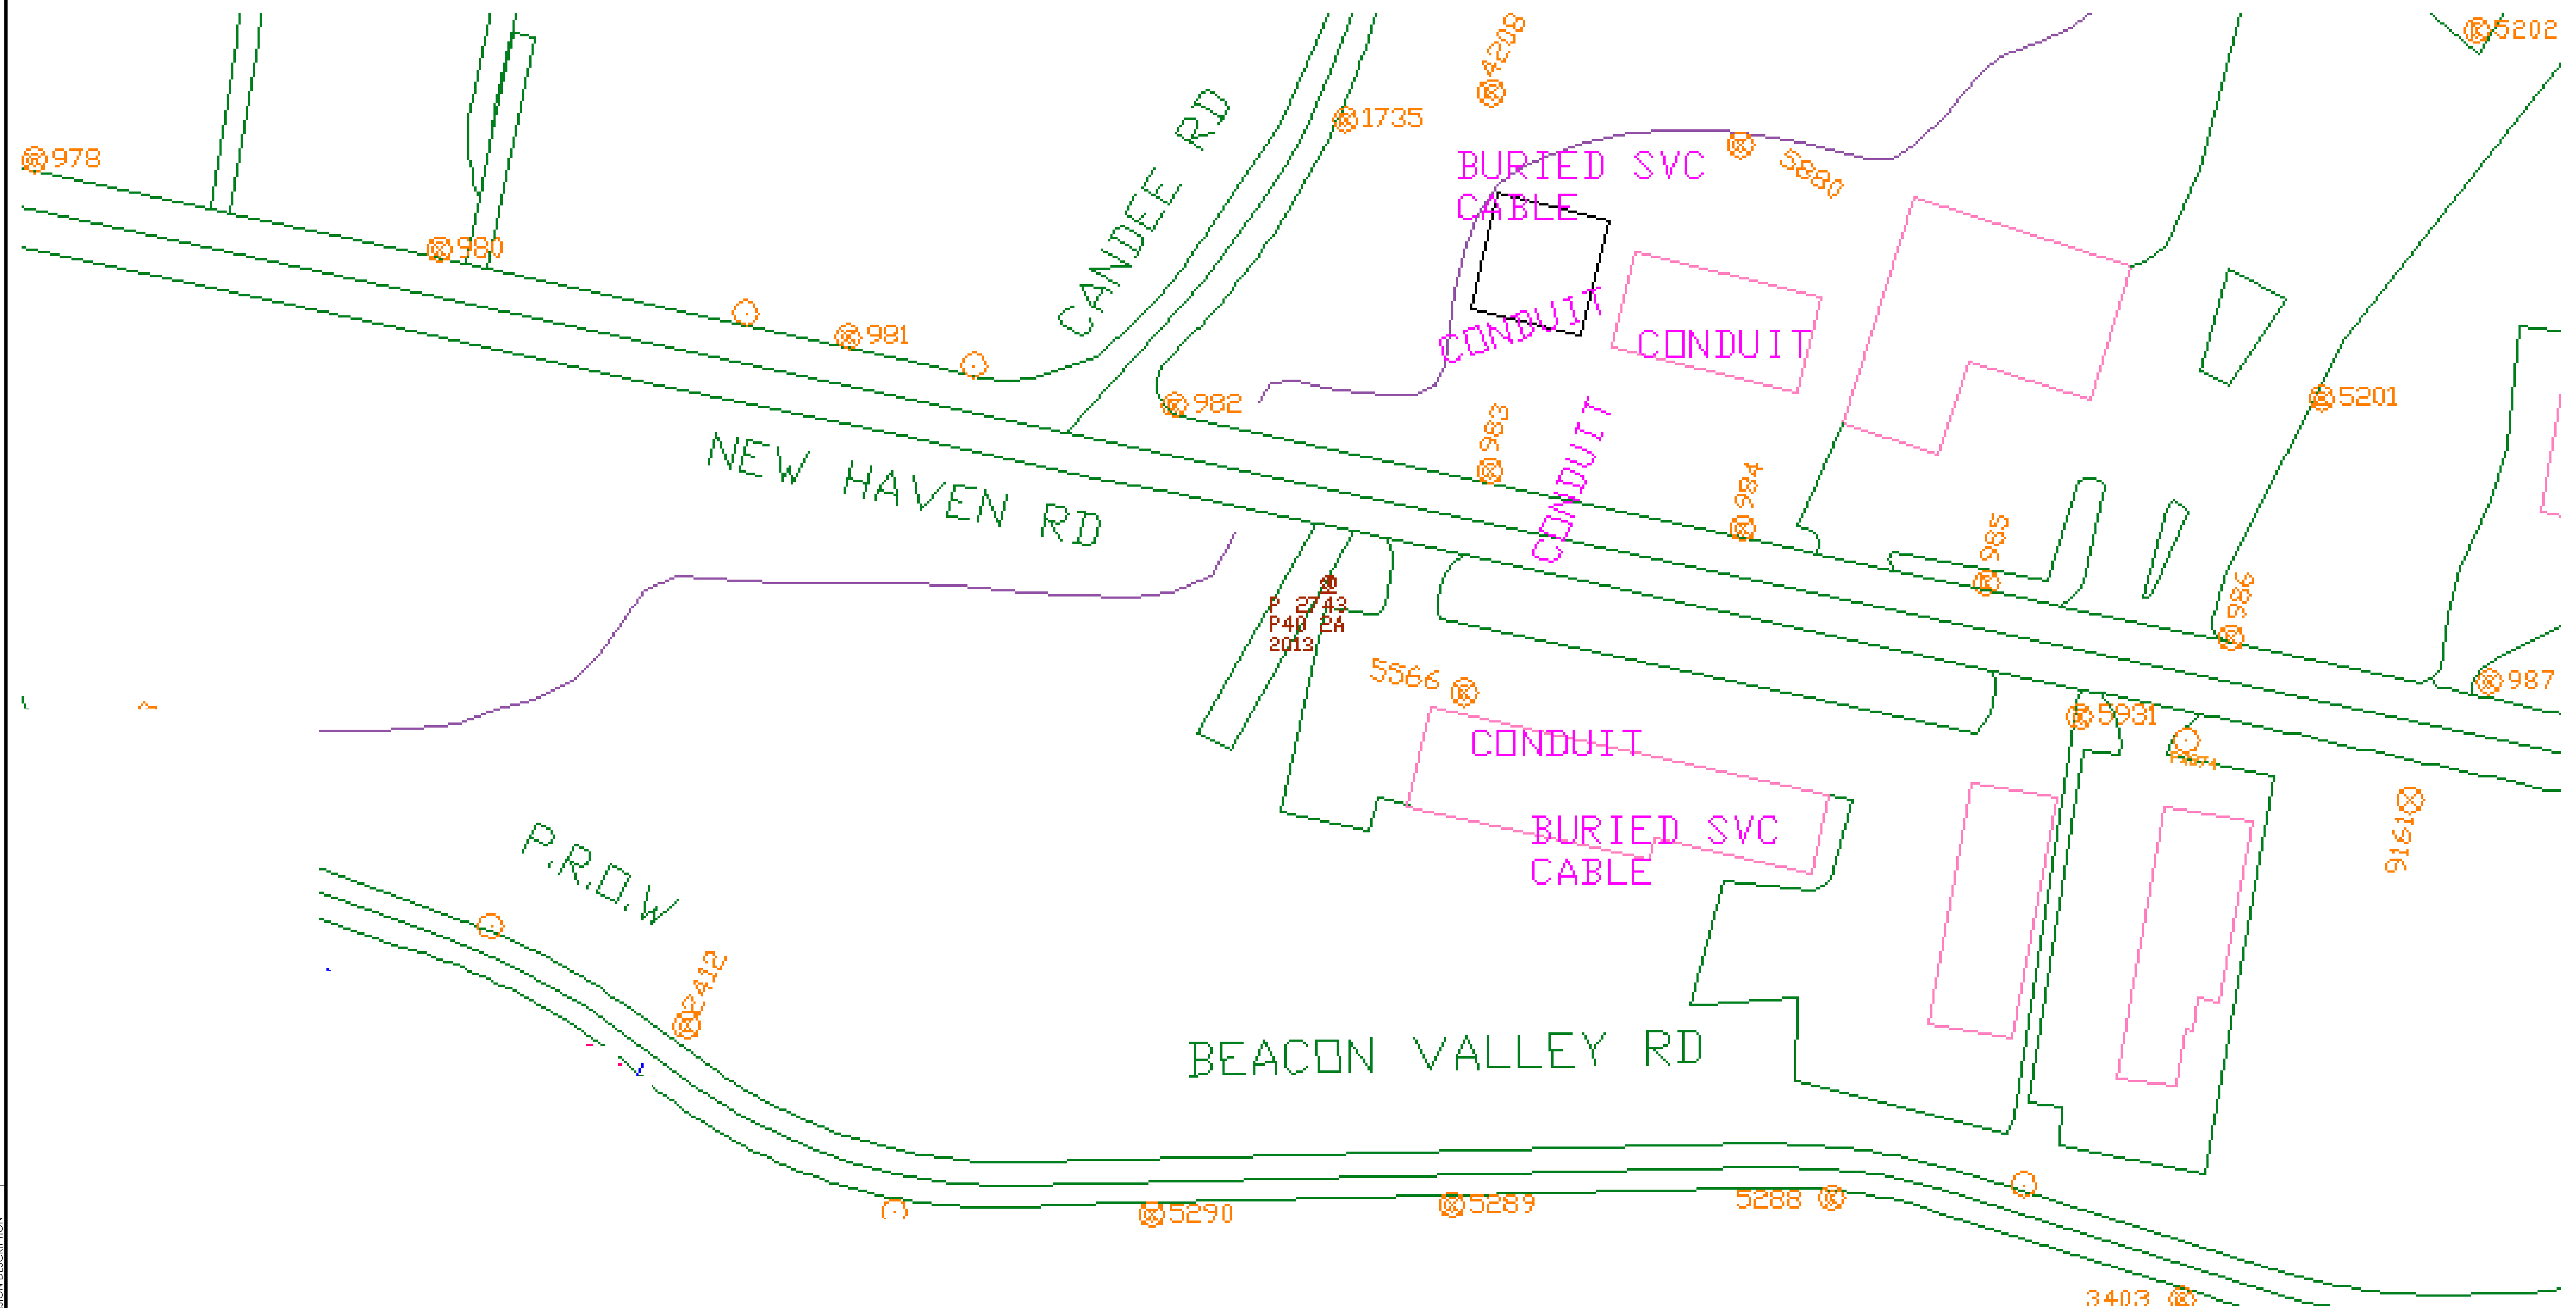 5202
4208
1735
978
BURIED SVC
CABLE
5880
CANDEE RD
980
981
CONDUIT
CONDUIT
982
5201
983
CONDUIT
984
NEW HAVEN RD
985
P 2743
P40 2A
2013
986
5566
987
5931
CONDUIT
BURIED SVC
CABLE
9161
P.R.O.W
2412
BEACON VALLEY RD
5290
5289
5288
3403